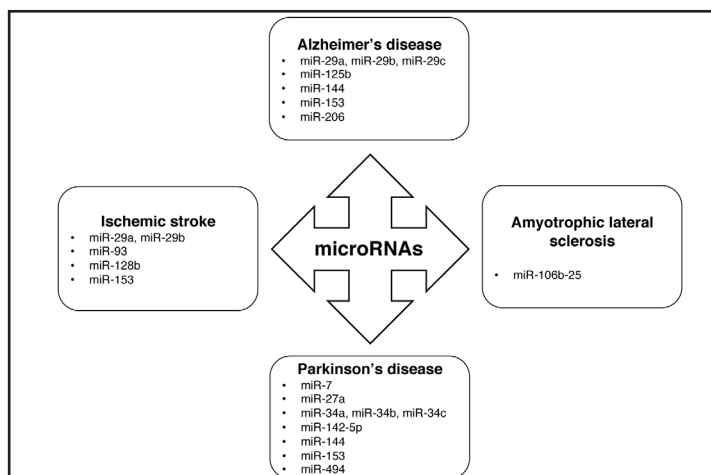 Alzheimer's disease
• miR-29a, miR-29b, miR-29c
• miR-125b
• miR-144
• miR-153
• miR-206
Ischemic stroke
• miR-29a, miR-29b
• miR-93
• miR-128b
• miR-153
microRNAs
Amyotrophic lateral
sclerosis
• miR-106b-25
Parkinson's disease
• miR-7
• miR-27a
• miR-34a, miR-34b, miR-34c
• miR-142-5p
• miR-144
• miR-153
• miR-494